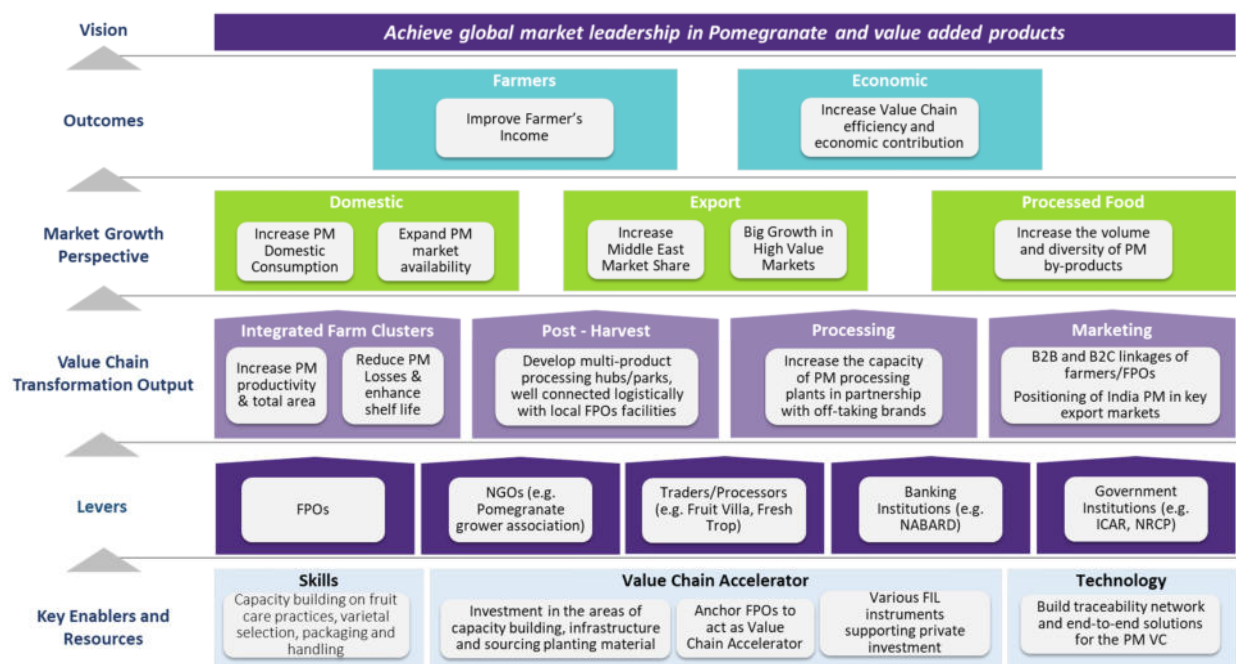 Vision
Achieve global market leadership in Pomegranate and value added products
Outcomes
Farmers
Improve Farmer's
Income
Economic
Increase Value Chain
efficiency and
economic contribution
Market Growth
Perspective
Domestic
Increase PM
Domestic
Consumption
Expand PM
market
availability
Export
Increase
Middle East
Market Share
Big Growth in
High Value
Markets
Processed Food
Increase the volume
and diversity of PM
by-products
Value Chain
Transformation Output
Integrated Farm Clusters
Increase PM
productivity
& total area
Reduce PM
Losses &
enhance
shelf life
Post - Harvest
Develop multi-product
processing hubs/parks,
well connected logistically
with local FPOs facilities
Processing
Increase the capacity
of PM processing
plants in partnership
with off-taking brands
Marketing
B2B and B2C linkages of
farmers/FPOs
Positioning of India PM in key
export markets
Levers
FPOs
NGOs (e.g.
Pomegranate
grower association)
Traders/Processors
(e.g. Fruit Villa, Fresh
Trop)
Banking
Institutions (e.g.
NABARD)
Government
Institutions (e.g.
ICAR, NRCP)
Key Enablers and
Resources
Skills
Capacity building on fruit
care practices, varietal
selection, packaging and
handling
Value Chain Accelerator
Investment in the areas of
capacity building, infrastructure
and sourcing planting material
Anchor FPOs to
act as Value
Chain Accelerator
Various FIL
instruments
supporting private
investment
Technology
Build traceability network
and end-to-end solutions
for the PM VC